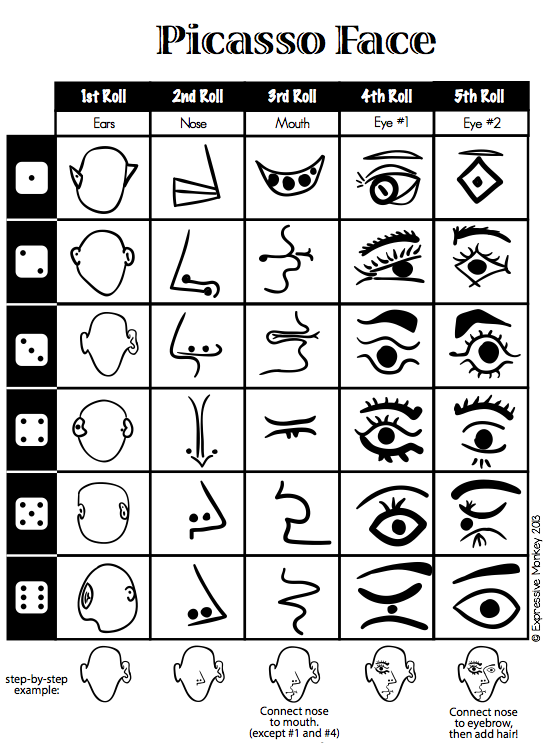 Picasso Face
1st Roll 2nd Roll 3rd Roll 4th Roll 5th Roll
Ears Nose Mouth Eye #1 Eye #2
© Expressive Monkey 2013
step-by-step
example:
Connect nose
to mouth.
(except #1 and #4)
Connect nose
to eyebrow,
then add hair!